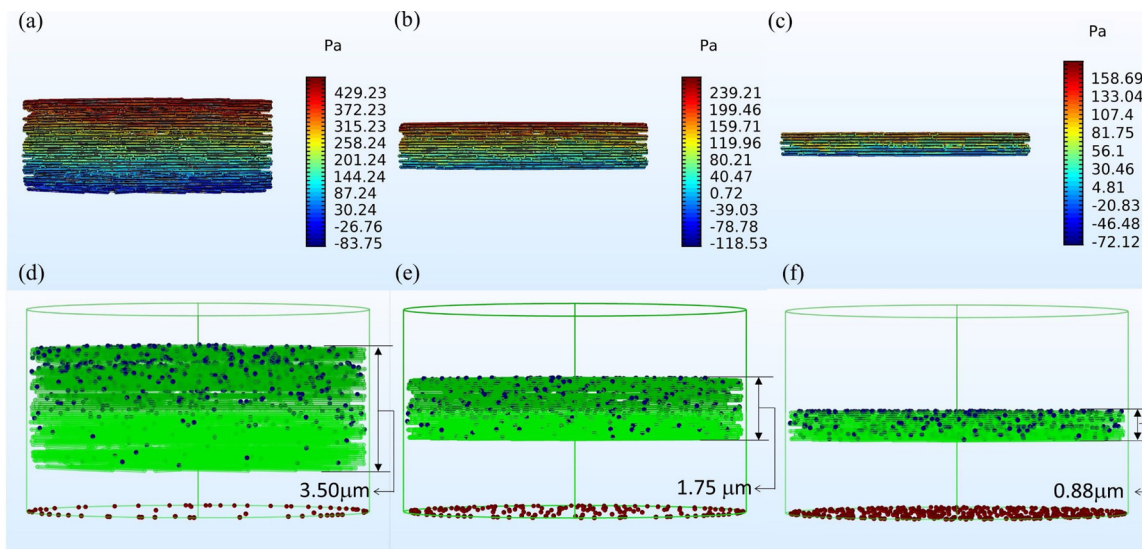 (a)
(b)
(c)
Pa
429.23
372.23
315.23
258.24
201.24
144.24
87.24
30.24
-26.76
-83.75
Pa
239.21
199.46
159.71
119.96
80.21
40.47
0.72
-39.03
-78.78
-118.53
Pa
158.69
133.04
107.4
81.75
56.1
30.46
4.81
-20.83
-46.48
-72.12
(d)
(e)
(f)
3.50μm
1.75 μm
0.88μm